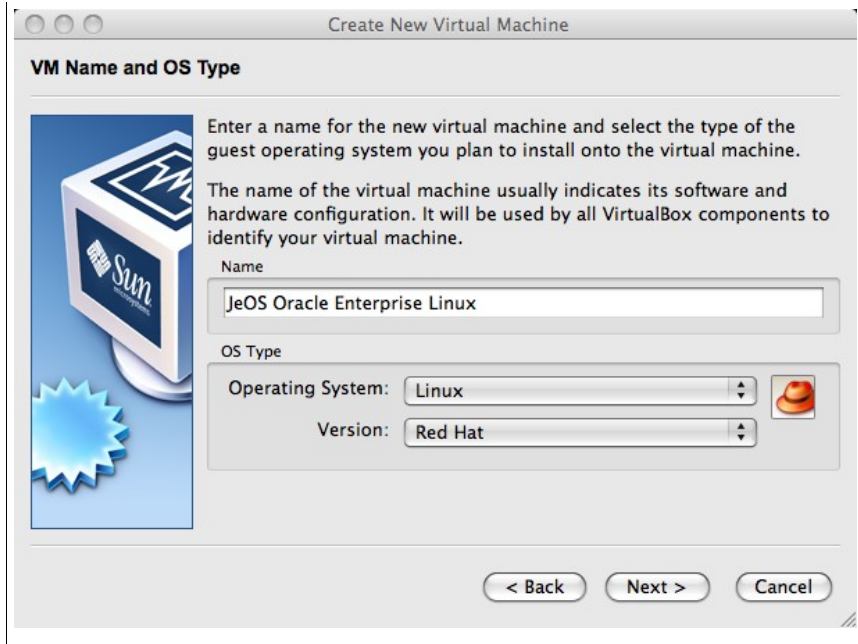 Create New Virtual Machine
VM Name and OS Type
Enter a name for the new virtual machine and select the type of the
guest operating system you plan to install onto the virtual machine.
The name of the virtual machine usually indicates its software and
hardware configuration. It will be used by all VirtualBox components to
identify your virtual machine.
Sun
microsystems
Name
JeOS Oracle Enterprise Linux
OS Type
Operating System: Linux
Version: Red Hat
< Back Next > Cancel